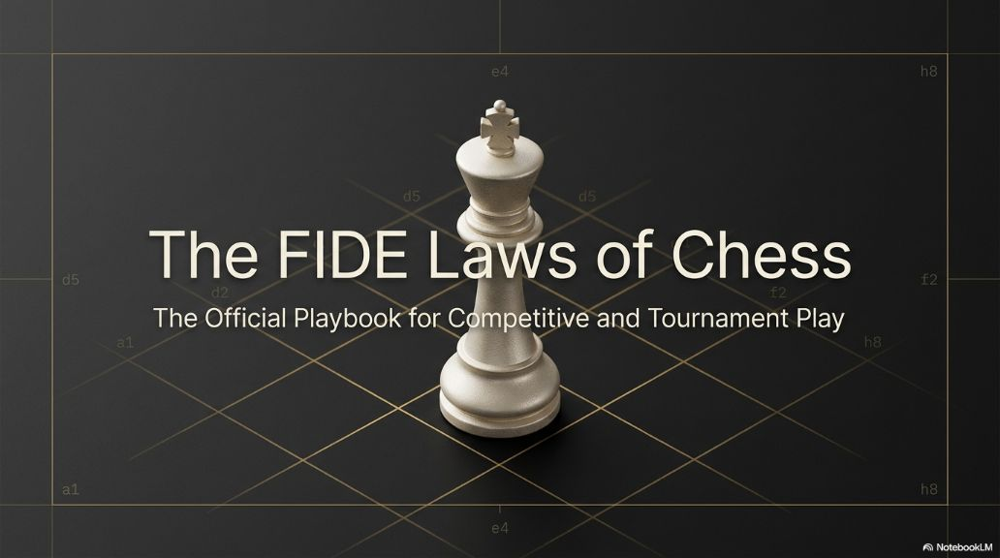 e4
h8
d5
d5
The FIDE Laws of Chess
d5
d2
f2
f2
The Official Playbook for Competitive and Tournament Play
a1
h8
a1
h8
e4
NotebookLM